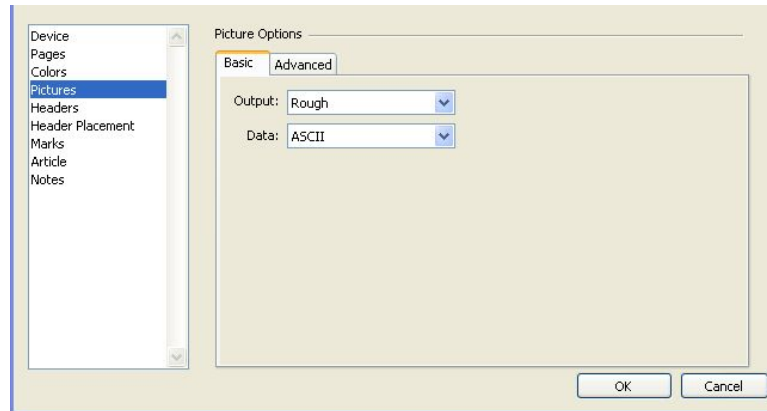 Device
Pages
Colors
Pictures
Headers
Header Placement
Marks
Article
Notes
Picture Options
Basic Advanced
Output: Rough
Data: ASCII
OK Cancel